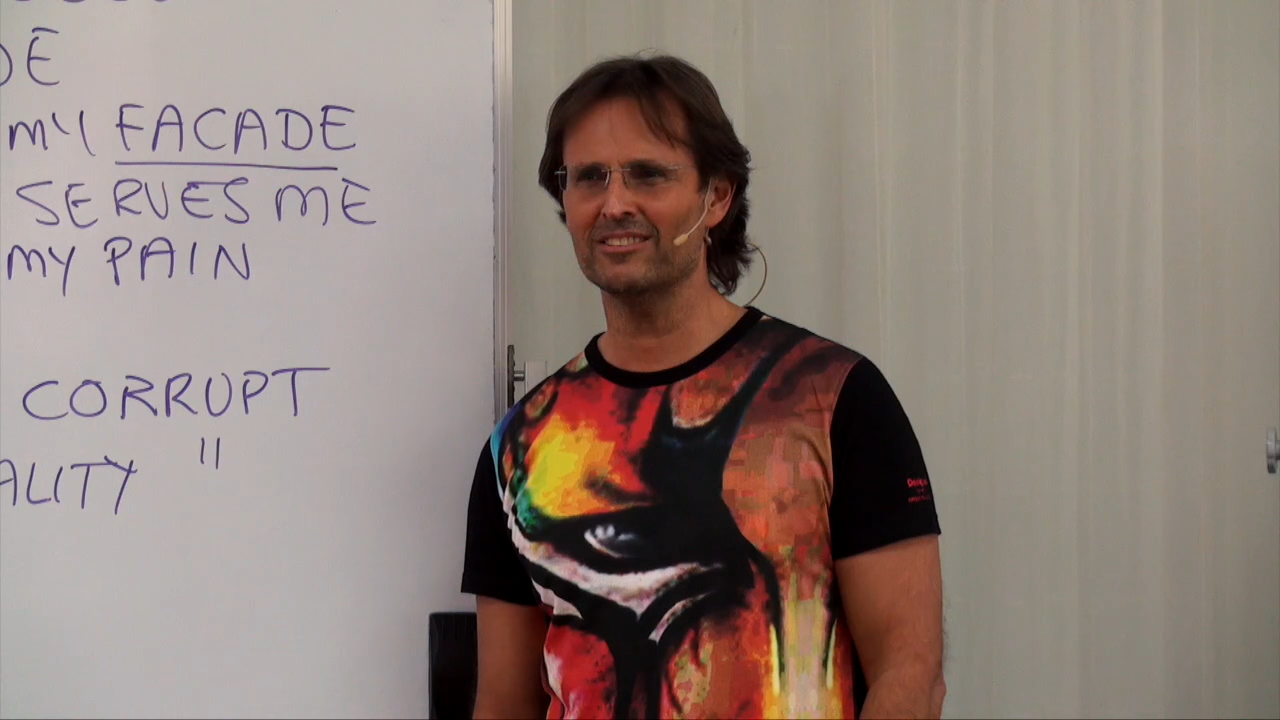 DE
MY FACADE
SERVES ME
MY PAIN
CORRUPT
ALITY "